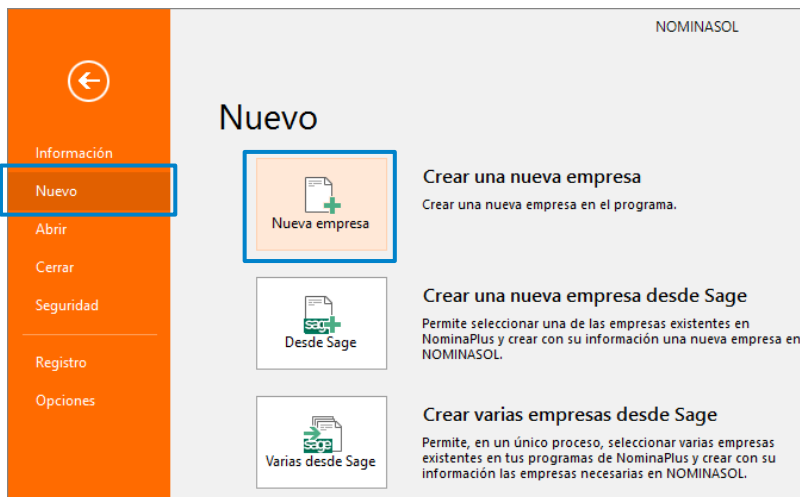 NOMINASOL
Información
Nuevo
Abrir
Cerrar
Seguridad
Registro
Opciones
Nuevo
Nueva empresa
Crear una nueva empresa
Crear una nueva empresa en el programa.
sage
Desde Sage
Crear una nueva empresa desde Sage
Permite seleccionar una de las empresas existentes en
NominaPlus y crear con su información una nueva empresa en
NOMINASOL.
sage
Varias desde Sage
Crear varias empresas desde Sage
Permite, en un único proceso, seleccionar varias empresas
existentes en tus programas de NominaPlus y crear con su
información las empresas necesarias en NOMINASOL.